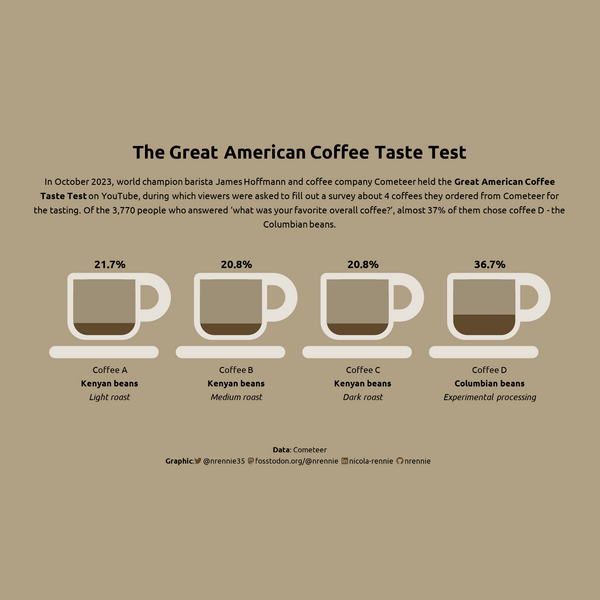 The Great American Coffee Taste Test
In October 2023, world champion barista James Hoffmann and coffee company Cometeer held the Great American Coffee
Taste Test on YouTube, during which viewers were asked to fill out a survey about 4 coffees they ordered from Cometeer for
the tasting. Of the 3,770 people who answered 'what was your favorite overall coffee?', almost 37% of them chose coffee D - the
Columbian beans.
21.7% 20.8% 20.8% 36.7%
Coffee A Coffee B Coffee C Coffee D
Kenyan beans Kenyan beans Kenyan beans Columbian beans
Light roast Medium roast Dark roast Experimental processing
Data: Cometeer
Graphic: @nrennie35 fosstodon.org/@nrennie nicola-rennie nrennie